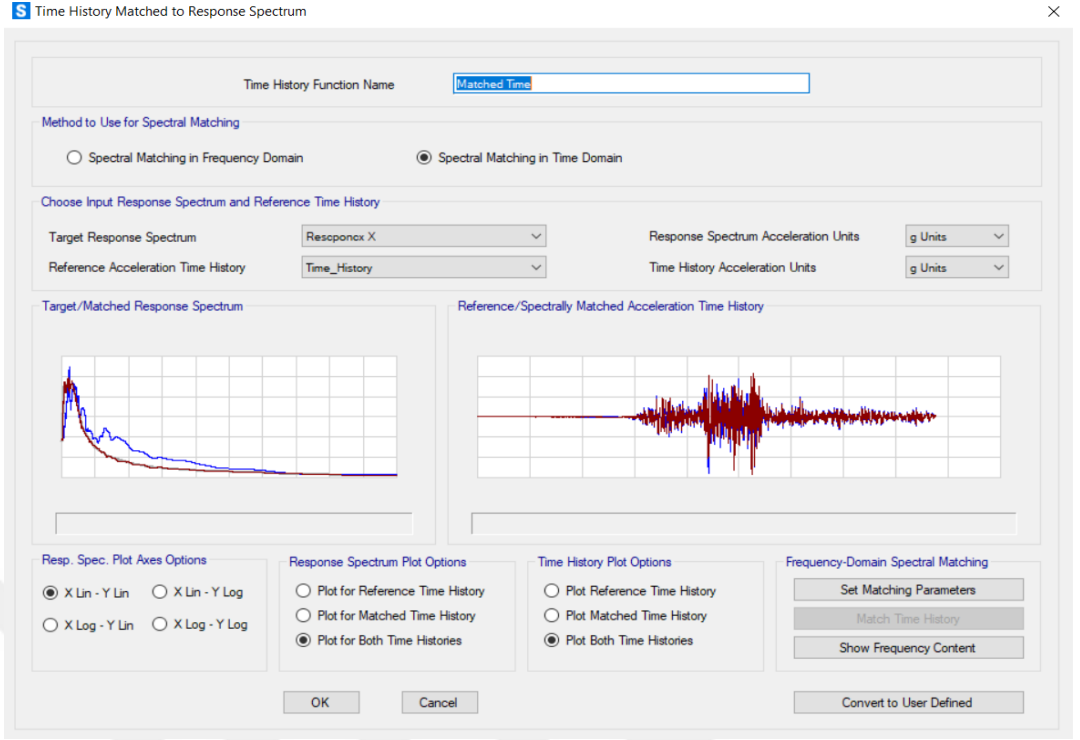 S Time History Matched to Response Spectrum
Time History Function Name
Matched Time
Method to Use for Spectral Matching
Spectral Matching in Frequency Domain
Spectral Matching in Time Domain
Choose Input Response Spectrum and Reference Time History
Target Response Spectrum
Rescponcx X
Response Spectrum Acceleration Units
g Units
Reference Acceleration Time History
Time_History
Time History Acceleration Units
g Units
Target/Matched Response Spectrum
Reference/Spectrally Matched Acceleration Time History
Resp. Spec. Plot Axes Options
X Lin - Y Lin
X Lin - Y Log
X Log - Y Lin
X Log - Y Log
Response Spectrum Plot Options
Plot for Reference Time History
Plot for Matched Time History
Plot for Both Time Histories
Time History Plot Options
Plot Reference Time History
Plot Matched Time History
Plot Both Time Histories
Frequency-Domain Spectral Matching
Set Matching Parameters
Match Time History
Show Frequency Content
OK
Cancel
Convert to User Defined